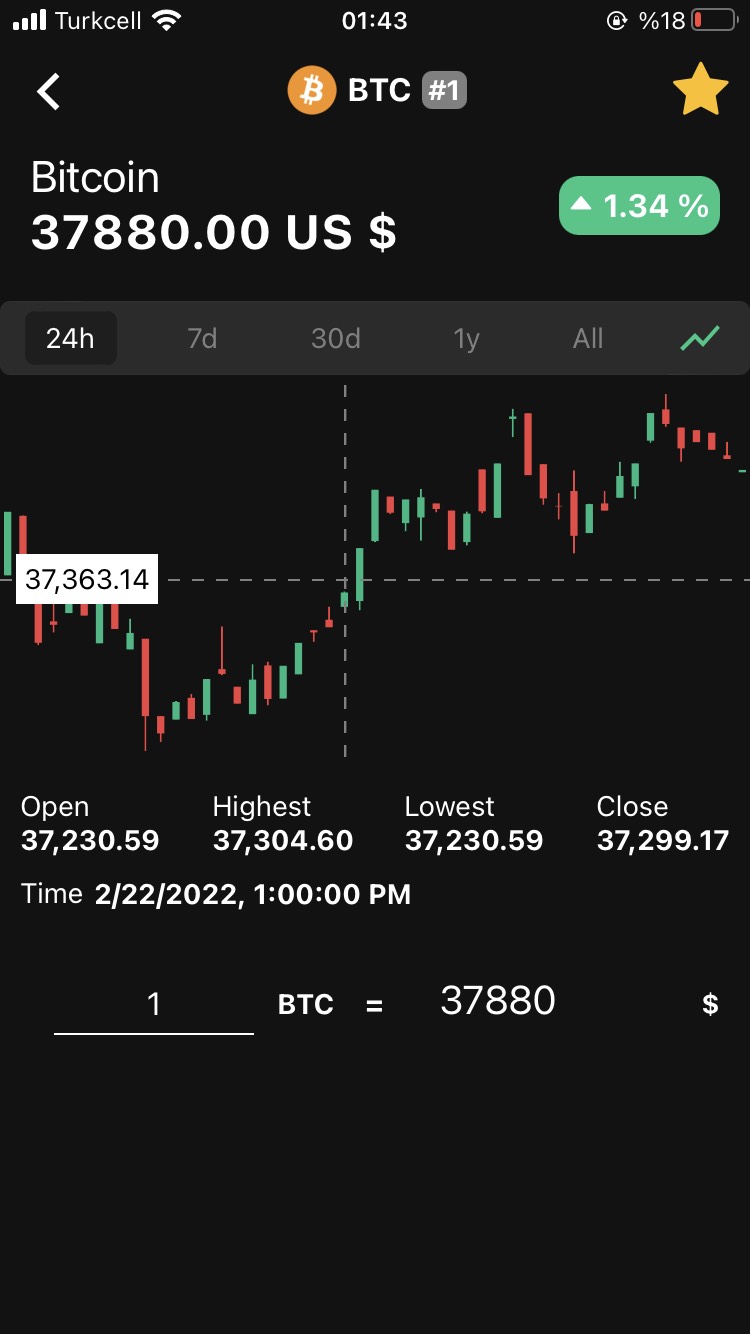 Turkcell 01:43 %18
BTC #1
Bitcoin
37880.00 US $
1.34 %
24h 7d 30d 1y All
37,363.14
Open Highest Lowest Close
37,230.59 37,304.60 37,230.59 37,299.17
Time 2/22/2022, 1:00:00 PM
1 BTC = 37880 $